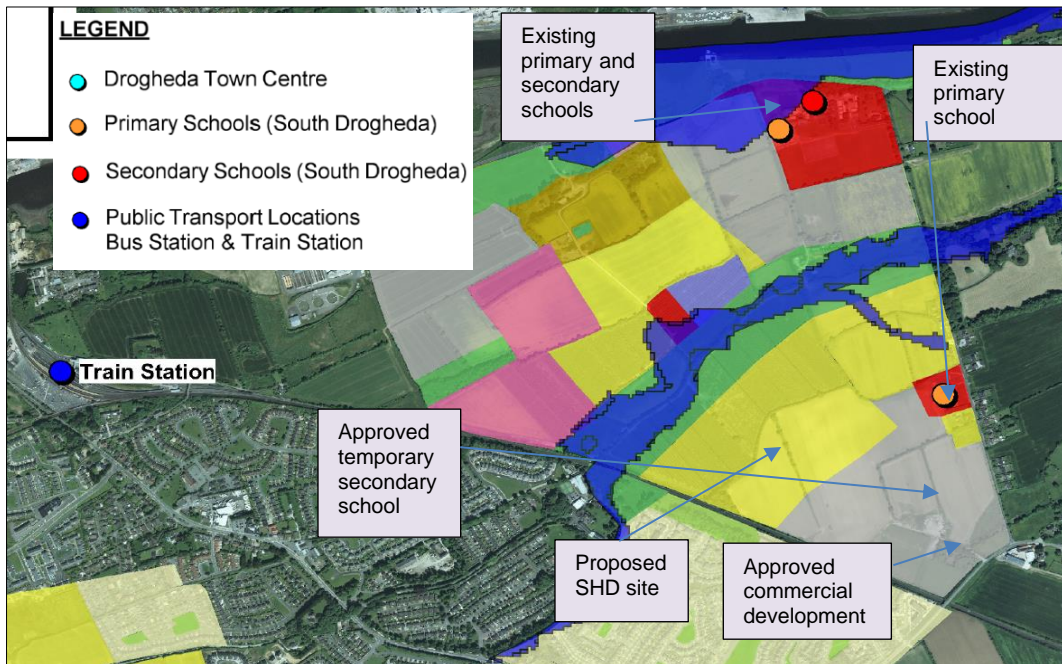 LEGEND
Drogheda Town Centre
Primary Schools (South Drogheda)
Secondary Schools (South Drogheda)
Public Transport Locations
Bus Station & Train Station
Existing
primary and
secondary
schools
Existing
primary
school
Train Station
Approved
temporary
secondary
school
Proposed
SHD site
Approved
commercial
development